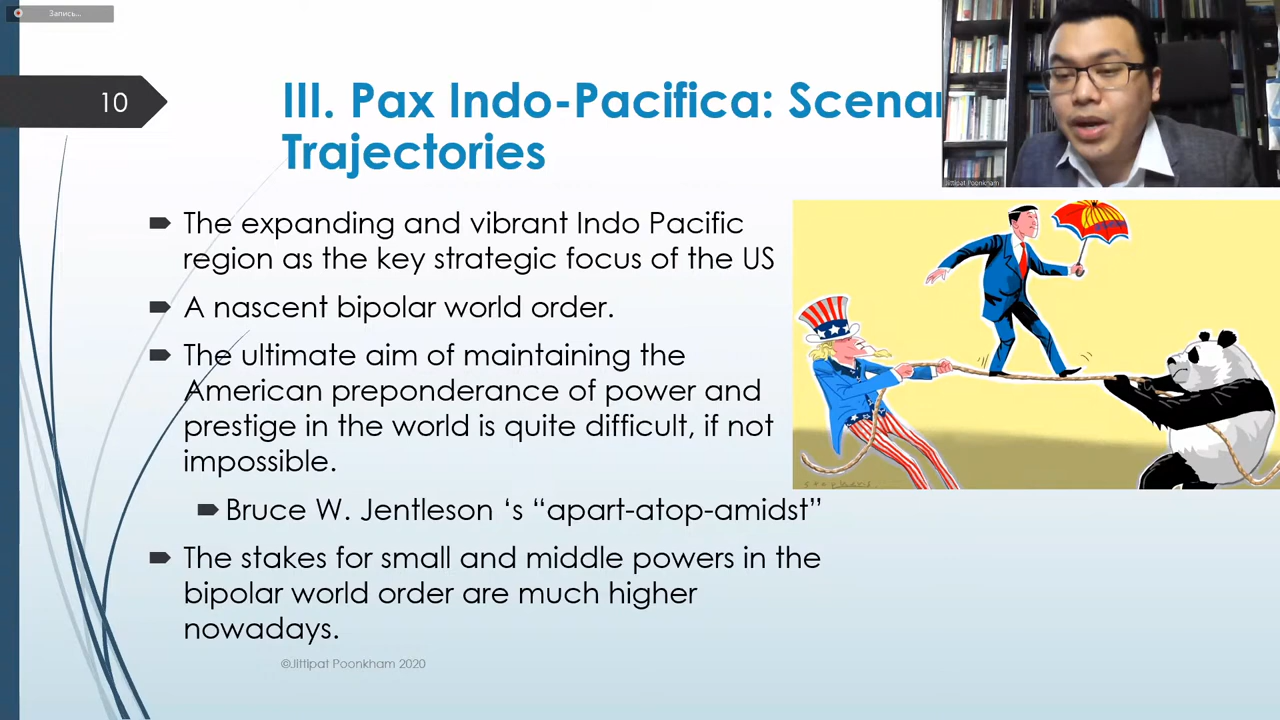 Запись...
10
III. Pax Indo-Pacifica: Scenar
Trajectories
Jittipat Poonkham
The expanding and vibrant Indo Pacific
region as the key strategic focus of the US
A nascent bipolar world order.
The ultimate aim of maintaining the
American preponderance of power and
prestige in the world is quite difficult, if not
impossible.
Bruce W. Jentleson ‘s “apart-atop-amidst”
The stakes for small and middle powers in the
bipolar world order are much higher
nowadays.
©Jittipat Poonkham 2020